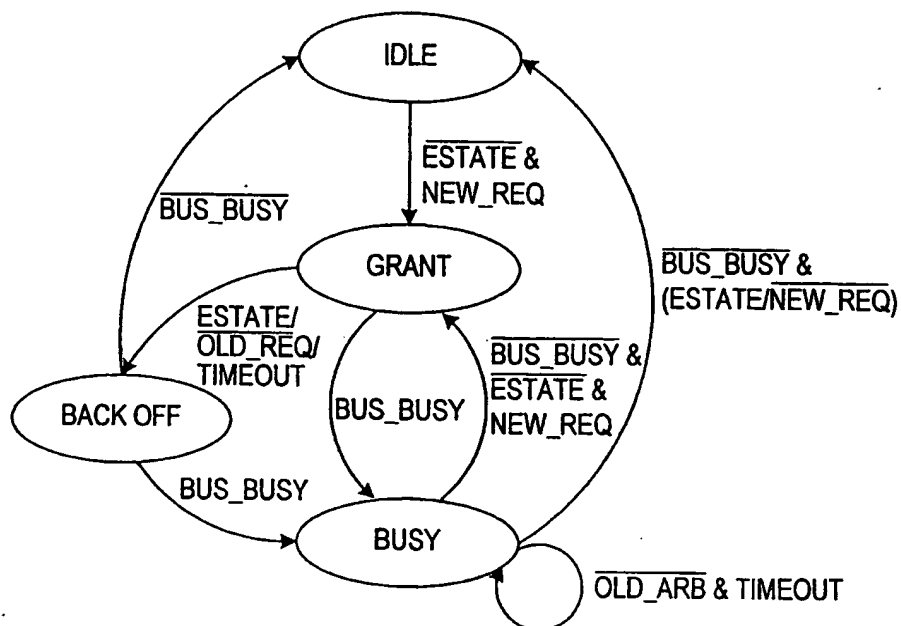 IDLE
ESTATE &
NEW_REQ
BUS_BUSY
GRANT
BUS_BUSY &
(ESTATE/NEW_REQ)
ESTATE/
OLD_REQ/
TIMEOUT
BUS_BUSY &
ESTATE &
NEW_REQ
BUS_BUSY
BACK OFF
BUS_BUSY
BUSY
OLD_ARB & TIMEOUT